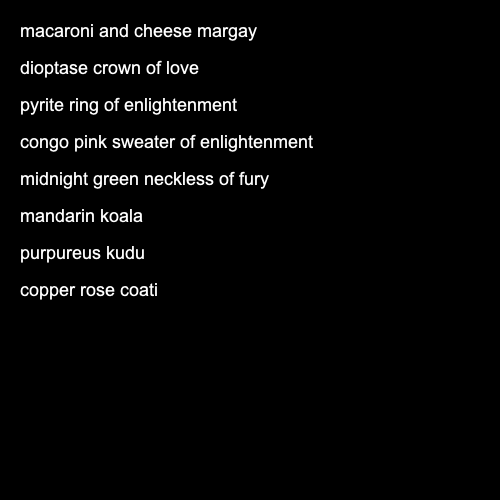 macaroni and cheese margay
dioptase crown of love
pyrite ring of enlightenment
congo pink sweater of enlightenment
midnight green neckless of fury
mandarin koala
purpureus kudu
copper rose coati